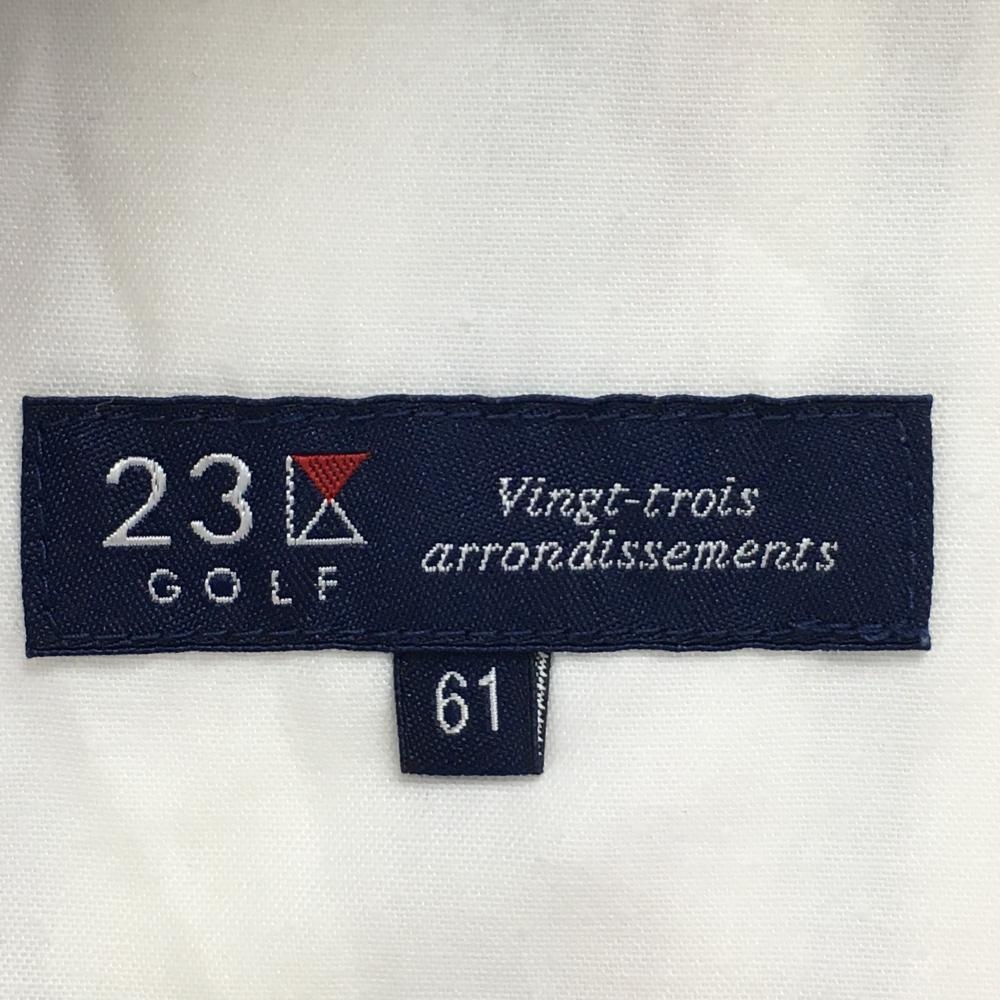 23
GOLF
Vingt-trois
arrondissements
61